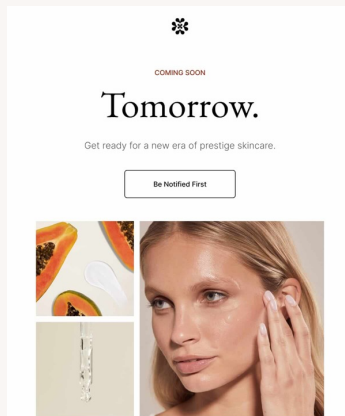 COMING SOON
Tomorrow.
Get ready for a new era of prestige skincare.
Be Notified First